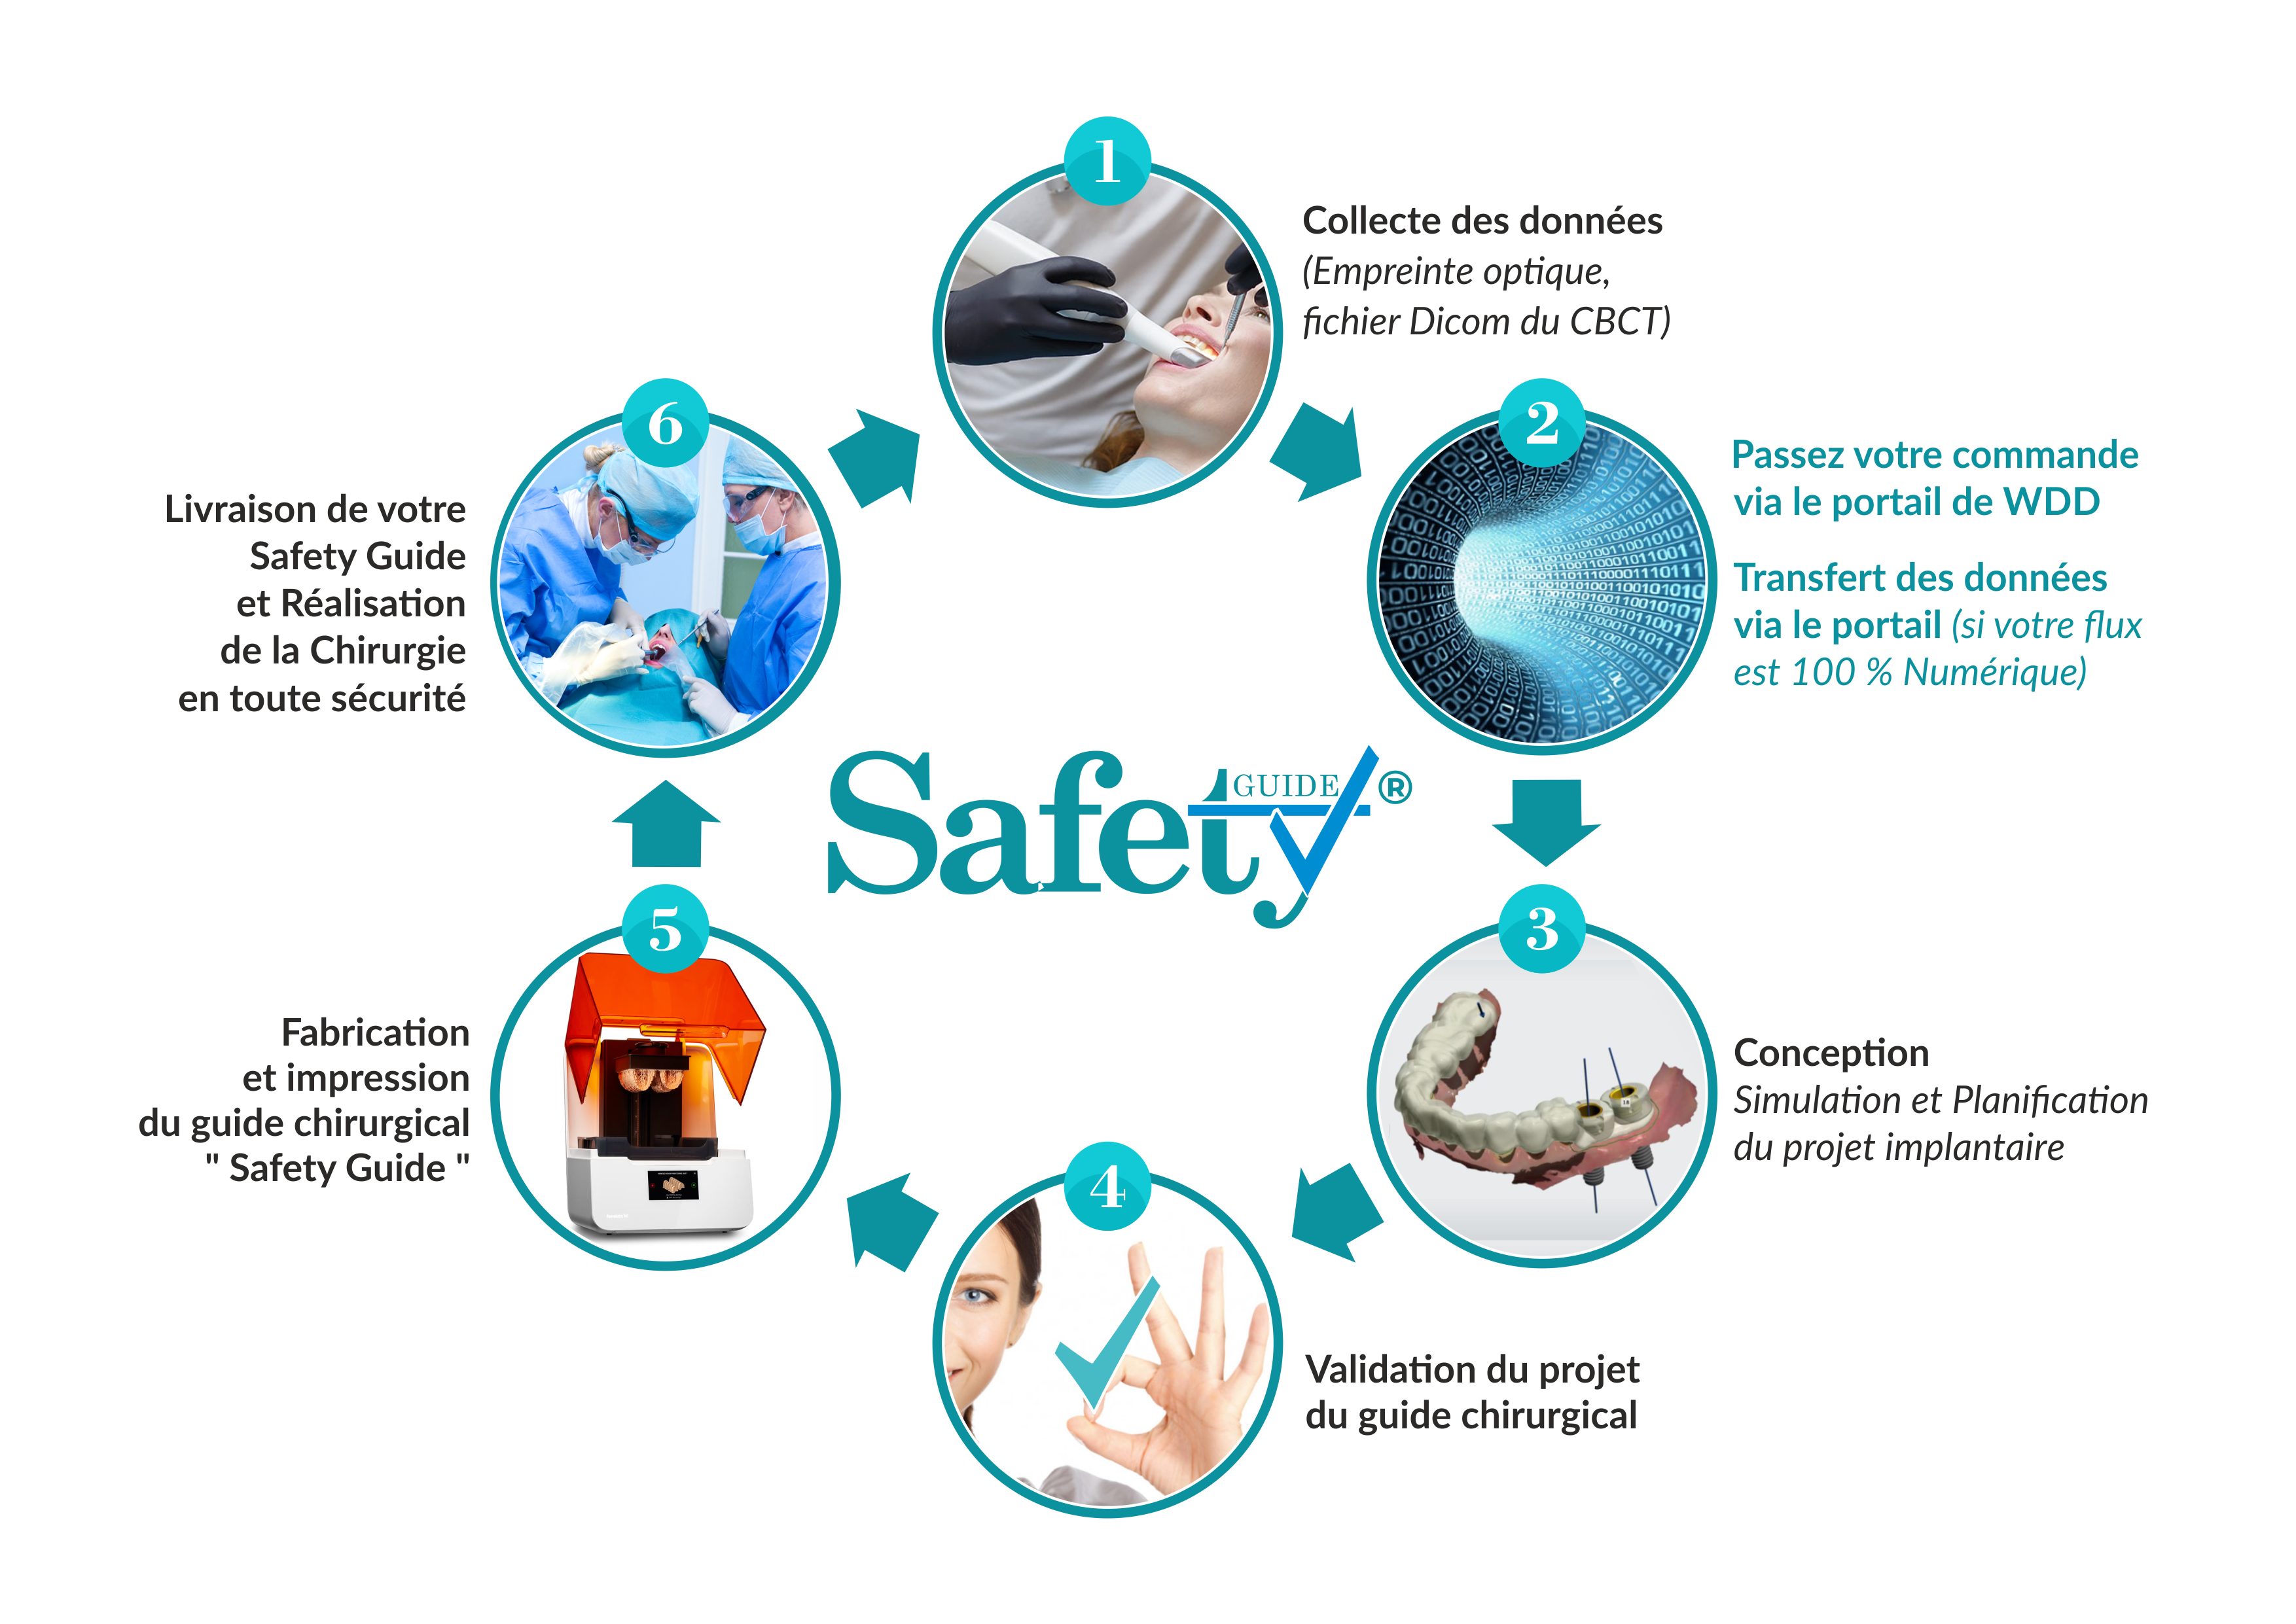 1
Collecte des données
(Empreinte optique,
fichier Dicom du CBCT)
2
Passez votre commande
via le portail de WDD
Transfert des données
via le portail (si votre flux
est 100 % Numérique)
3
Conception
Simulation et Planification
du projet implantaire
4
Validation du projet
du guide chirurgical
5
Fabrication
et impression
du guide chirurgical
" Safety Guide "
6
Livraison de votre
Safety Guide
et Réalisation
de la Chirurgie
en toute sécurité
Safety GUIDE ®